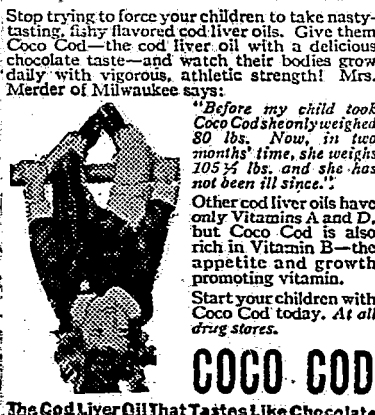 Stop trying to force your children to take nasty-
tasting, fishy flavored cod liver oils. Give them
Coco Cod—the cod liver oil with a delicious
chocolate taste—and watch their bodies grow
daily with vigorous, athletic strength! Mrs.
Merder of Milwaukee says:
"Before my child took
Coco Cod she only weighed
80 lbs. Now, in two
months' time, she weighs
105½ lbs. and she has
not been ill since."
Other cod liver oils have
only Vitamins A and D,
but Coco Cod is also
rich in Vitamin B—the
appetite and growth
promoting vitamin.
Start your children with
Coco Cod today. At all
drug stores.
COCO COD
The Cod Liver Oil That Tastes Like Chocolate